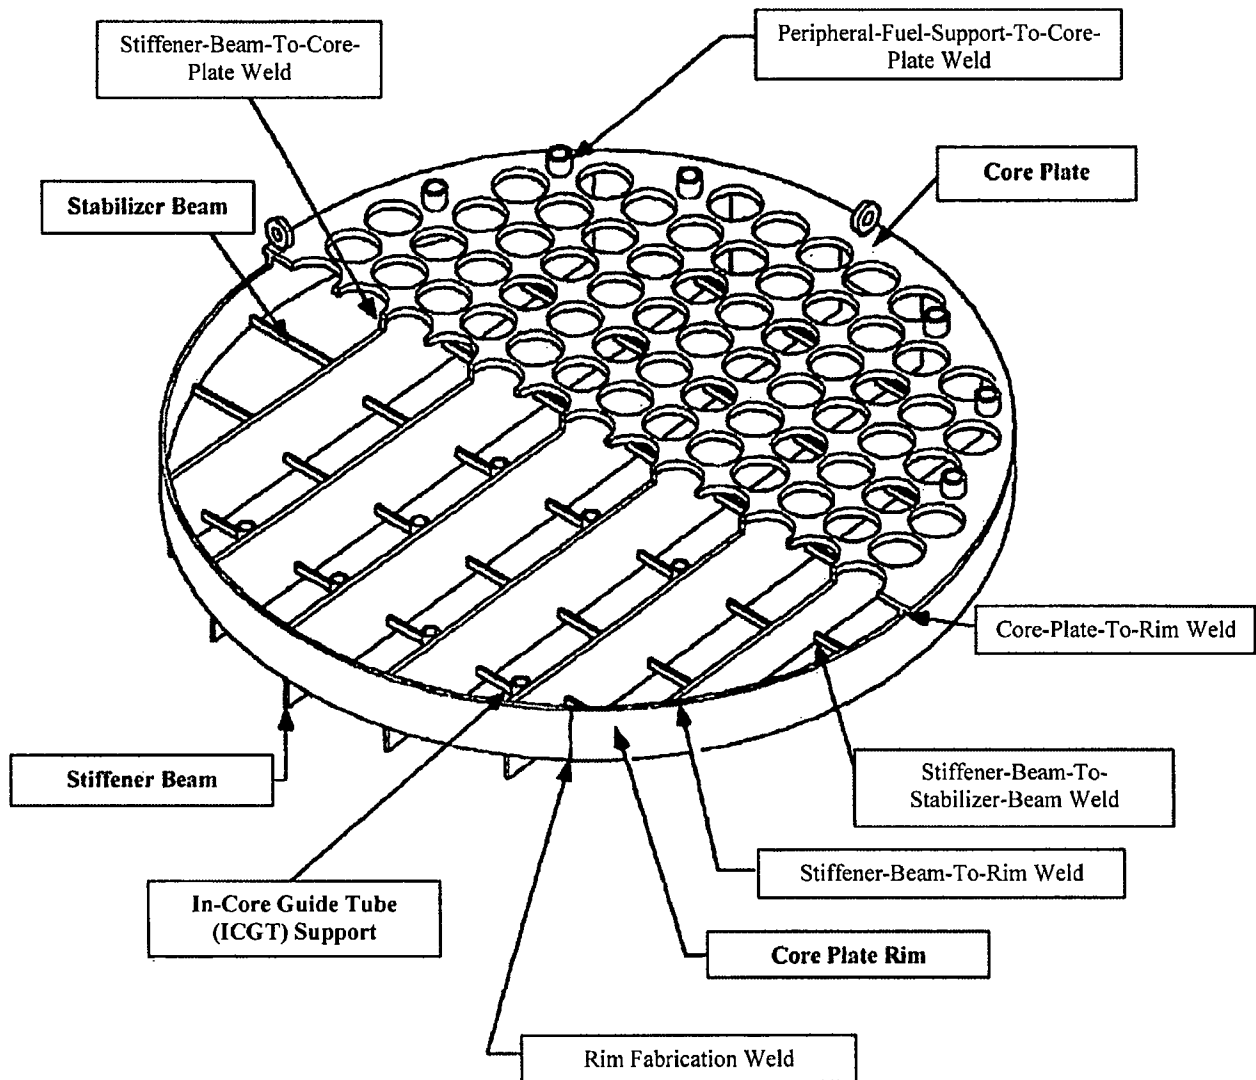 Stiffener-Beam-To-Core-
Plate Weld
Peripheral-Fuel-Support-To-Core-
Plate Weld
Core Plate
Stabilizer Beam
Core-Plate-To-Rim Weld
Stiffener Beam
Stiffener-Beam-To-
Stabilizer-Beam Weld
Stiffener-Beam-To-Rim Weld
In-Core Guide Tube
(ICGT) Support
Core Plate Rim
Rim Fabrication Weld